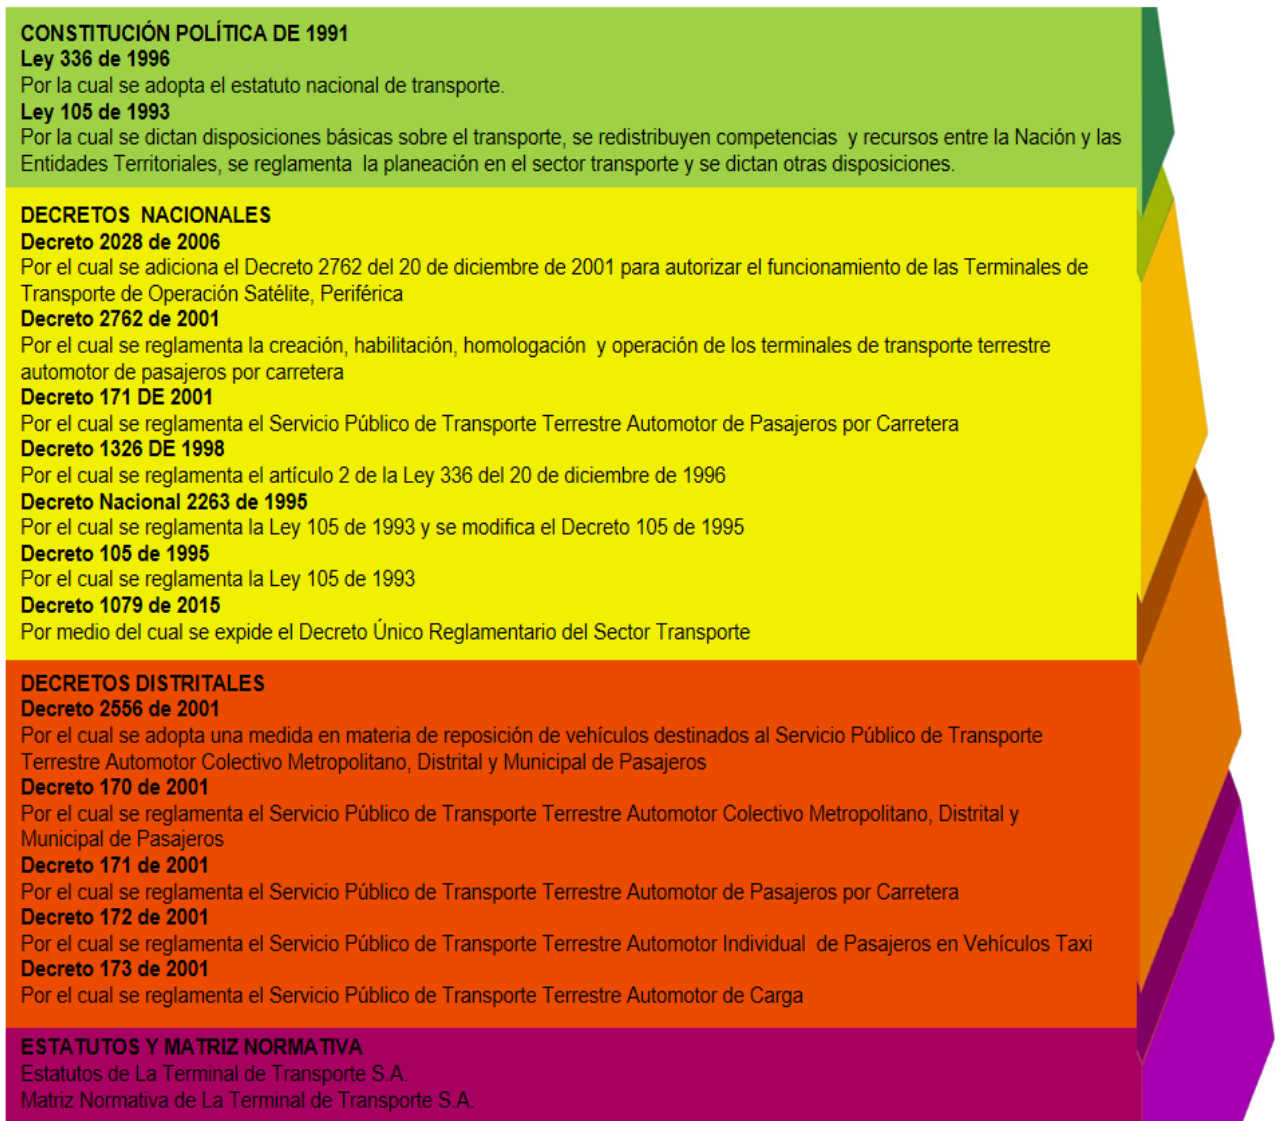 CONSTITUCIÓN POLÍTICA DE 1991
Ley 336 de 1996
Por la cual se adopta el estatuto nacional de transporte.
Ley 105 de 1993
Por la cual se dictan disposiciones básicas sobre el transporte, se redistribuyen competencias y recursos entre la Nación y las
Entidades Territoriales, se reglamenta la planeación en el sector transporte y se dictan otras disposiciones.
DECRETOS NACIONALES
Decreto 2028 de 2006
Por el cual se adiciona el Decreto 2762 del 20 de diciembre de 2001 para autorizar el funcionamiento de las Terminales de
Transporte de Operación Satélite, Periférica
Decreto 2762 de 2001
Por el cual se reglamenta la creación, habilitación, homologación y operación de los terminales de transporte terrestre
automotor de pasajeros por carretera
Decreto 171 DE 2001
Por el cual se reglamenta el Servicio Público de Transporte Terrestre Automotor de Pasajeros por Carretera
Decreto 1326 DE 1998
Por el cual se reglamenta el artículo 2 de la Ley 336 del 20 de diciembre de 1996
Decreto Nacional 2263 de 1995
Por el cual se reglamenta la Ley 105 de 1993 y se modifica el Decreto 105 de 1995
Decreto 105 de 1995
Por el cual se reglamenta la Ley 105 de 1993
Decreto 1079 de 2015
Por medio del cual se expide el Decreto Único Reglamentario del Sector Transporte
DECRETOS DISTRITALES
Decreto 2556 de 2001
Por el cual se adopta una medida en materia de reposición de vehículos destinados al Servicio Público de Transporte
Terrestre Automotor Colectivo Metropolitano, Distrital y Municipal de Pasajeros
Decreto 170 de 2001
Por el cual se reglamenta el Servicio Público de Transporte Terrestre Automotor Colectivo Metropolitano, Distrital y
Municipal de Pasajeros
Decreto 171 de 2001
Por el cual se reglamenta el Servicio Público de Transporte Terrestre Automotor de Pasajeros por Carretera
Decreto 172 de 2001
Por el cual se reglamenta el Servicio Público de Transporte Terrestre Automotor Individual de Pasajeros en Vehículos Taxi
Decreto 173 de 2001
Por el cual se reglamenta el Servicio Público de Transporte Terrestre Automotor de Carga
ESTATUTOS Y MATRIZ NORMATIVA
Estatutos de La Terminal de Transporte S.A.
Matriz Normativa de La Terminal de Transporte S.A.